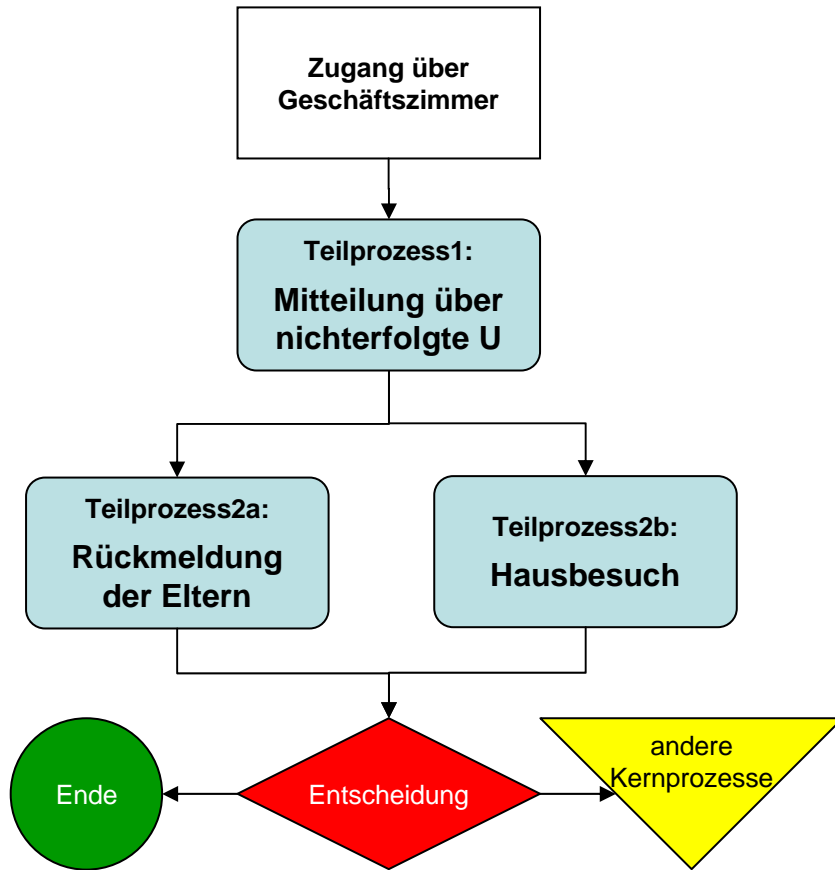 Zugang über
Geschäftszimmer
Teilprozess1:
Mitteilung über
nichterfolgte U
Teilprozess2a:
Rückmeldung
der Eltern
Teilprozess2b:
Hausbesuch
Ende
Entscheidung
andere
Kernprozesse